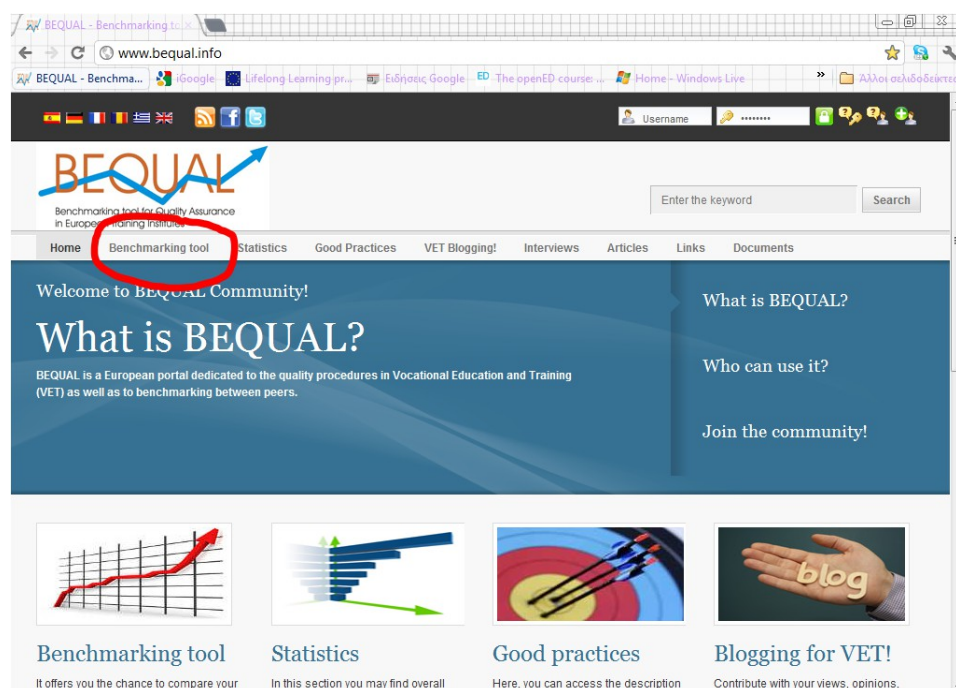 BEQUAL - Benchmarking to
www.bequal.info
BEQUAL - Benchma... iGoogle Lifelong Learning pr... Ειδήσεις Google ED The openED course: ... Home - Windows Live » Άλλοι σελιδοδείκτες
Username ••••••••
BEQUAL
Benchmarking tool for Quality Assurance
in European Training Institutes
Enter the keyword Search
Home Benchmarking tool Statistics Good Practices VET Blogging! Interviews Articles Links Documents
Welcome to BEQUAL Community!
What is BEQUAL?
BEQUAL is a European portal dedicated to the quality procedures in Vocational Education and Training
(VET) as well as to benchmarking between peers.
What is BEQUAL?
Who can use it?
Join the community!
blog
Benchmarking tool
Statistics
Good practices
Blogging for VET!
It offers you the chance to compare your
In this section you may find overall
Here, you can access the description
Contribute with your views, opinions,